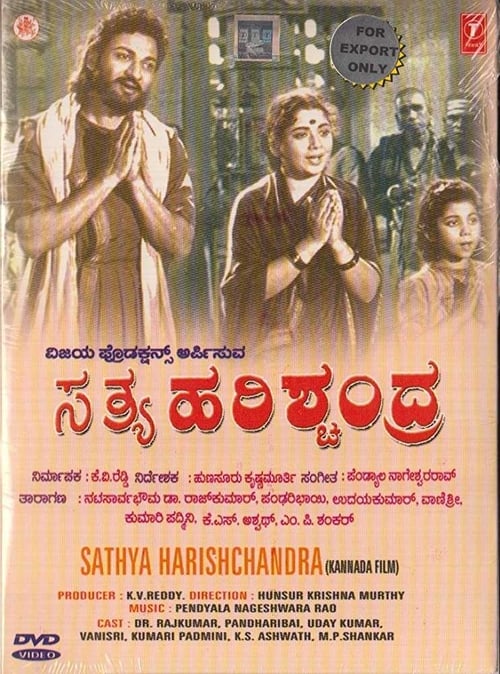 FOR
EXPORT
ONLY
T
ವಿಜಯ ಪ್ರೊಡಕ್ಷನ್ಸ್ ಅರ್ಪಿಸುವ
ಸತ್ಯ ಹರಿಶ್ಚಂದ್ರ
ನಿರ್ಮಾಪಕ : ಕೆ.ವಿ.ರೆಡ್ಡಿ ನಿರ್ದೇಶಕ : ಹುಣಸೂರು ಕೃಷ್ಣಮೂರ್ತಿ ಸಂಗೀತ : ಪೆಂಡ್ಯಾಲ ನಾಗೇಶ್ವರರಾವ್
ತಾರಾಗಣ : ನಟಸಾರ್ವಭೌಮ ಡಾ. ರಾಜ್‌ಕುಮಾರ್, ಪಂಢರಿಭಾಯಿ, ಉದಯಕುಮಾರ್, ವಾಣಿಶ್ರೀ,
ಕುಮಾರಿ ಪದ್ಮಿನಿ, ಕೆ.ಎಸ್. ಅಶ್ವಥ್, ಎಂ. ಪಿ. ಶಂಕರ್
SATHYA HARISHCHANDRA (KANNADA FILM)
PRODUCER : K.V.REDDY. DIRECTION : HUNSUR KRISHNA MURTHY
MUSIC : PENDYALA NAGESHWARA RAO
CAST : DR. RAJKUMAR, PANDHARIBAI, UDAY KUMAR,
VANISRI, KUMARI PADMINI, K.S. ASHWATH, M.P.SHANKAR
DVD
VIDEO